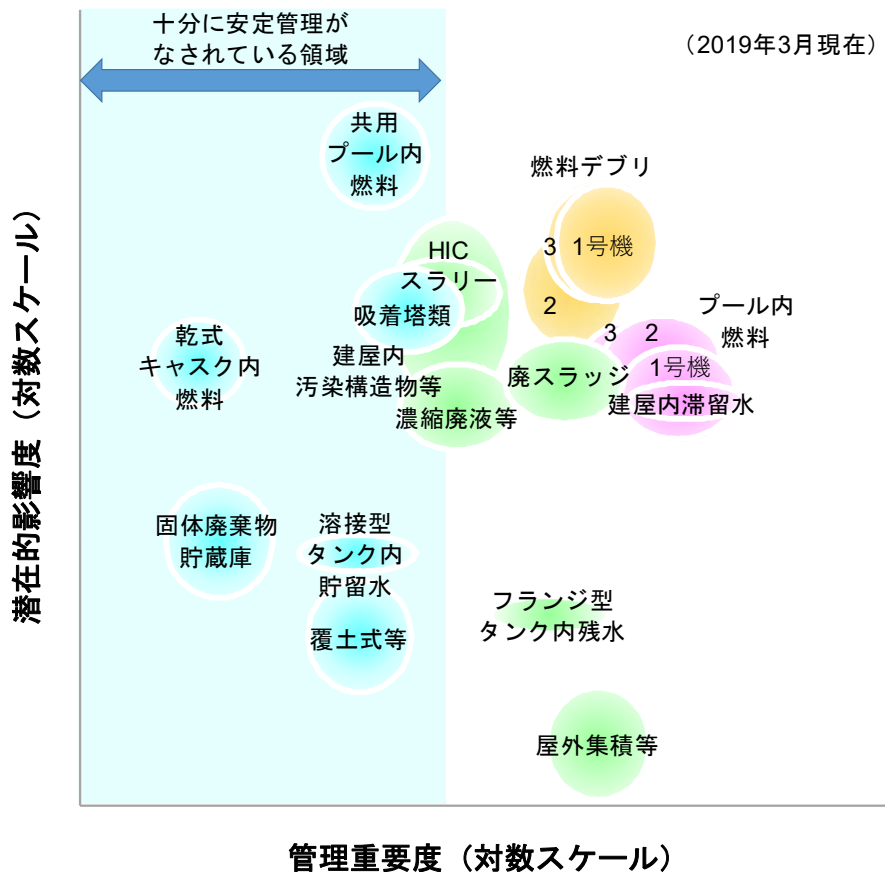 十分に安定管理が
なされている領域
（2019年3月現在）
共用
プール内
燃料
燃料デブリ
3
1号機
2
HIC
スラリー
吸着塔類
プール内
燃料
3
2
1号機
建屋内滞留水
乾式
キャスク内
燃料
建屋内
汚染構造物等
廃スラッジ
濃縮廃液等
固体廃棄物
貯蔵庫
溶接型
タンク内
貯留水
覆土式等
フランジ型
タンク内残水
屋外集積等
潜在的影響度（対数スケール）
管理重要度（対数スケール）